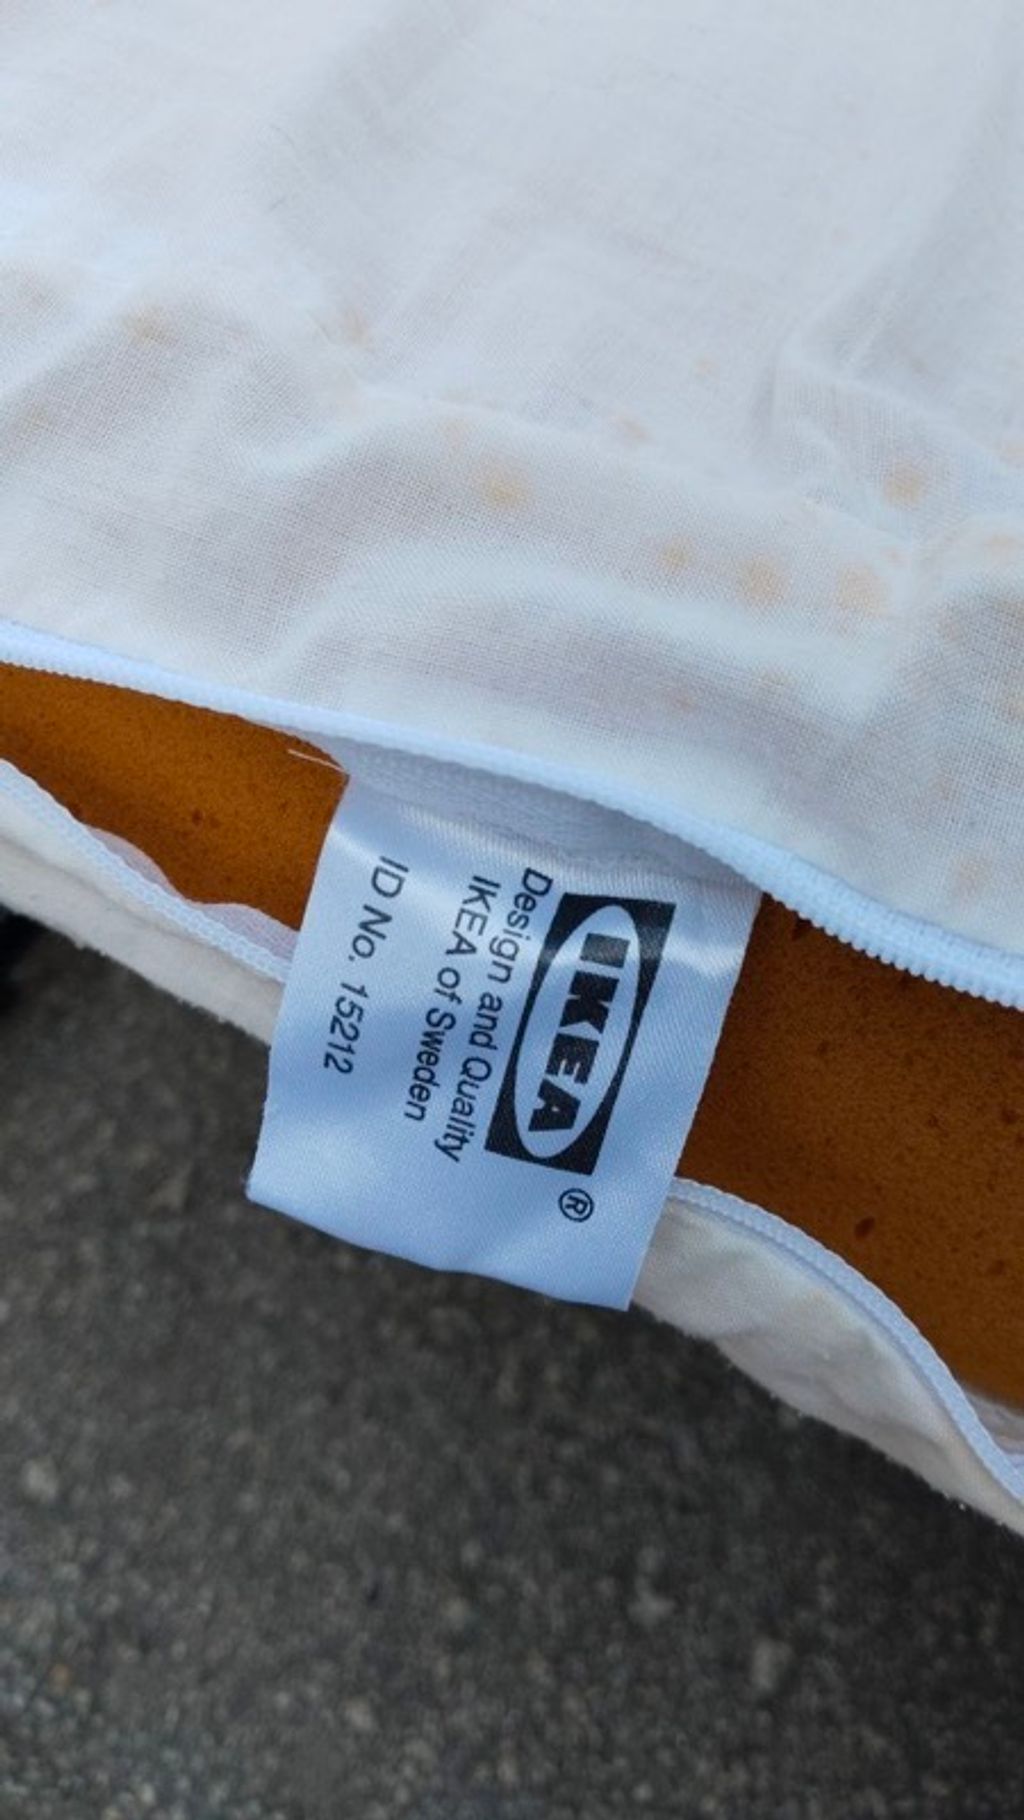 IKEA®
Design and Quality
IKEA of Sweden
ID No. 15212